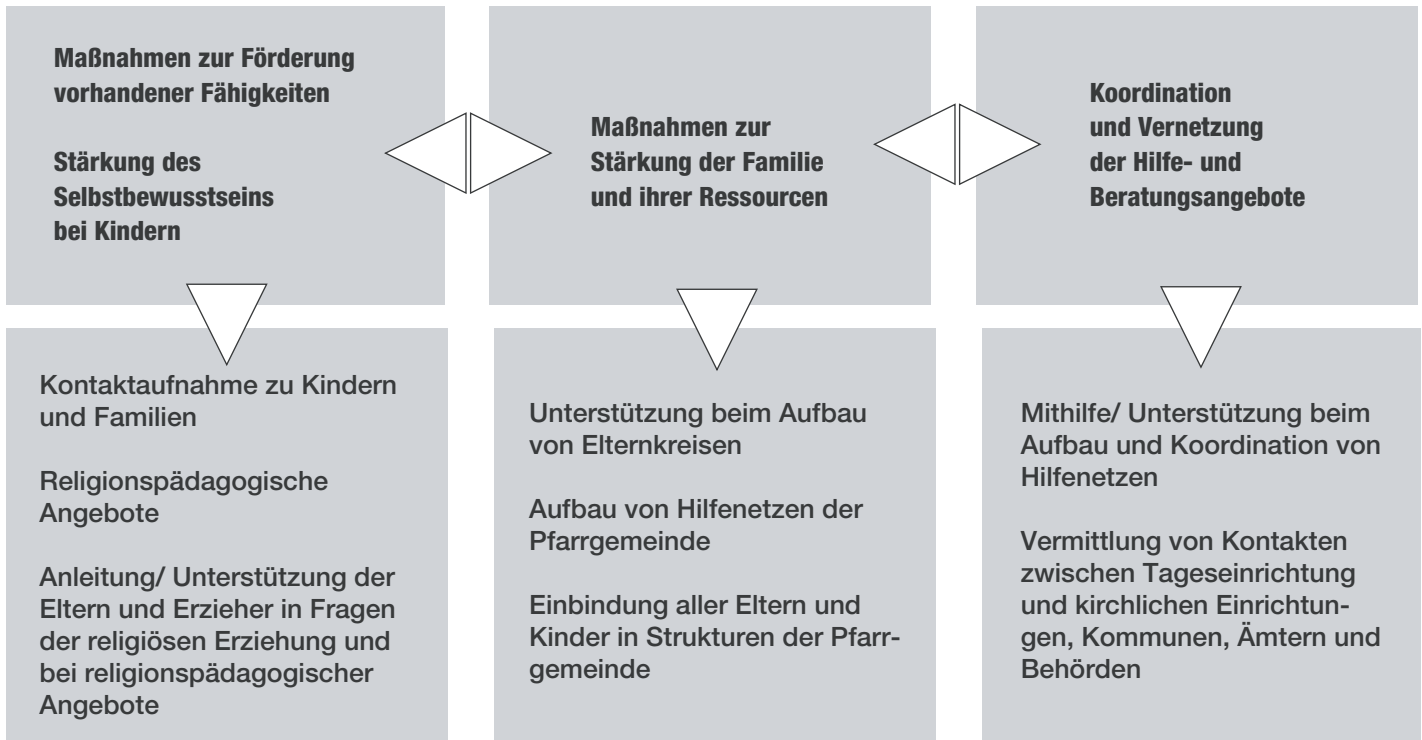 Maßnahmen zur Förderung
vorhandener Fähigkeiten
Stärkung des
Selbstbewusstseins
bei Kindern
Maßnahmen zur
Stärkung der Familie
und ihrer Ressourcen
Koordination
und Vernetzung
der Hilfe- und
Beratungsangebote
Kontaktaufnahme zu Kindern
und Familien
Religionspädagogische
Angebote
Anleitung/ Unterstützung der
Eltern und Erzieher in Fragen
der religiösen Erziehung und
bei religionspädagogischer
Angebote
Unterstützung beim Aufbau
von Elternkreisen
Aufbau von Hilfenetzen der
Pfarrgemeinde
Einbindung aller Eltern und
Kinder in Strukturen der Pfarr-
gemeinde
Mithilfe/ Unterstützung beim
Aufbau und Koordination von
Hilfenetzen
Vermittlung von Kontakten
zwischen Tageseinrichtung
und kirchlichen Einrichtun-
gen, Kommunen, Ämtern und
Behörden